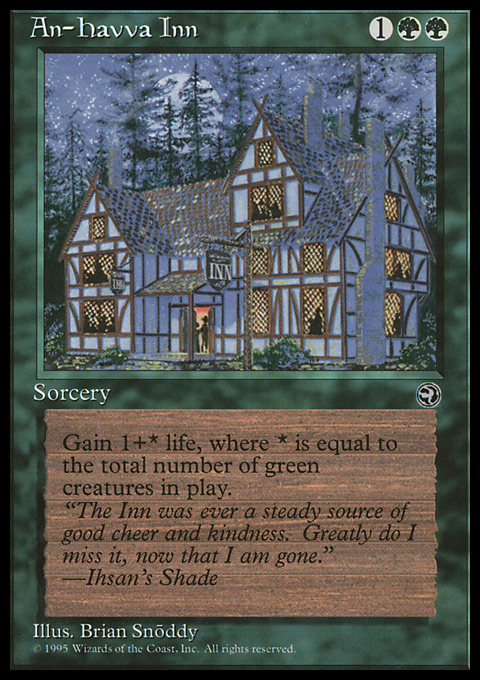 An-Havva Inn
1
Sorcery
INN
Gain 1+* life, where * is equal to
the total number of green
creatures in play.
“The Inn was ever a steady source of
good cheer and kindness. Greatly do I
miss it, now that I am gone.”
—Ihsan's Shade
Illus. Brian Snōddy
© 1995 Wizards of the Coast, Inc. All rights reserved.